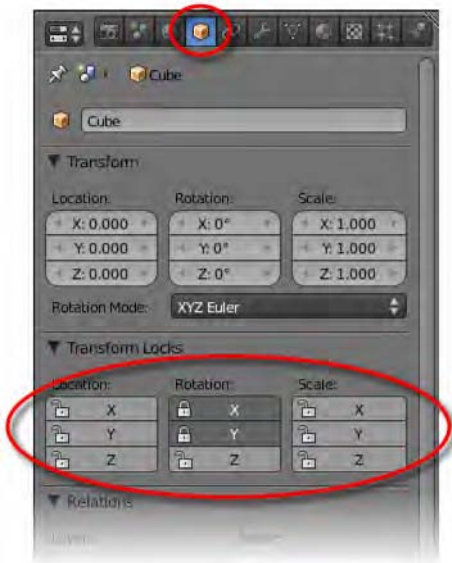 Cube
Cube
Transform
Location: Rotation: Scale:
X: 0.000 X: 0° X: 1.000
Y: 0.000 Y: 0° Y: 1.000
Z: 0.000 Z: 0° Z: 1.000
Rotation Mode: XYZ Euler
Transform Locks
Location: Rotation: Scale:
X X X
Y Y Y
Z Z Z
Relations